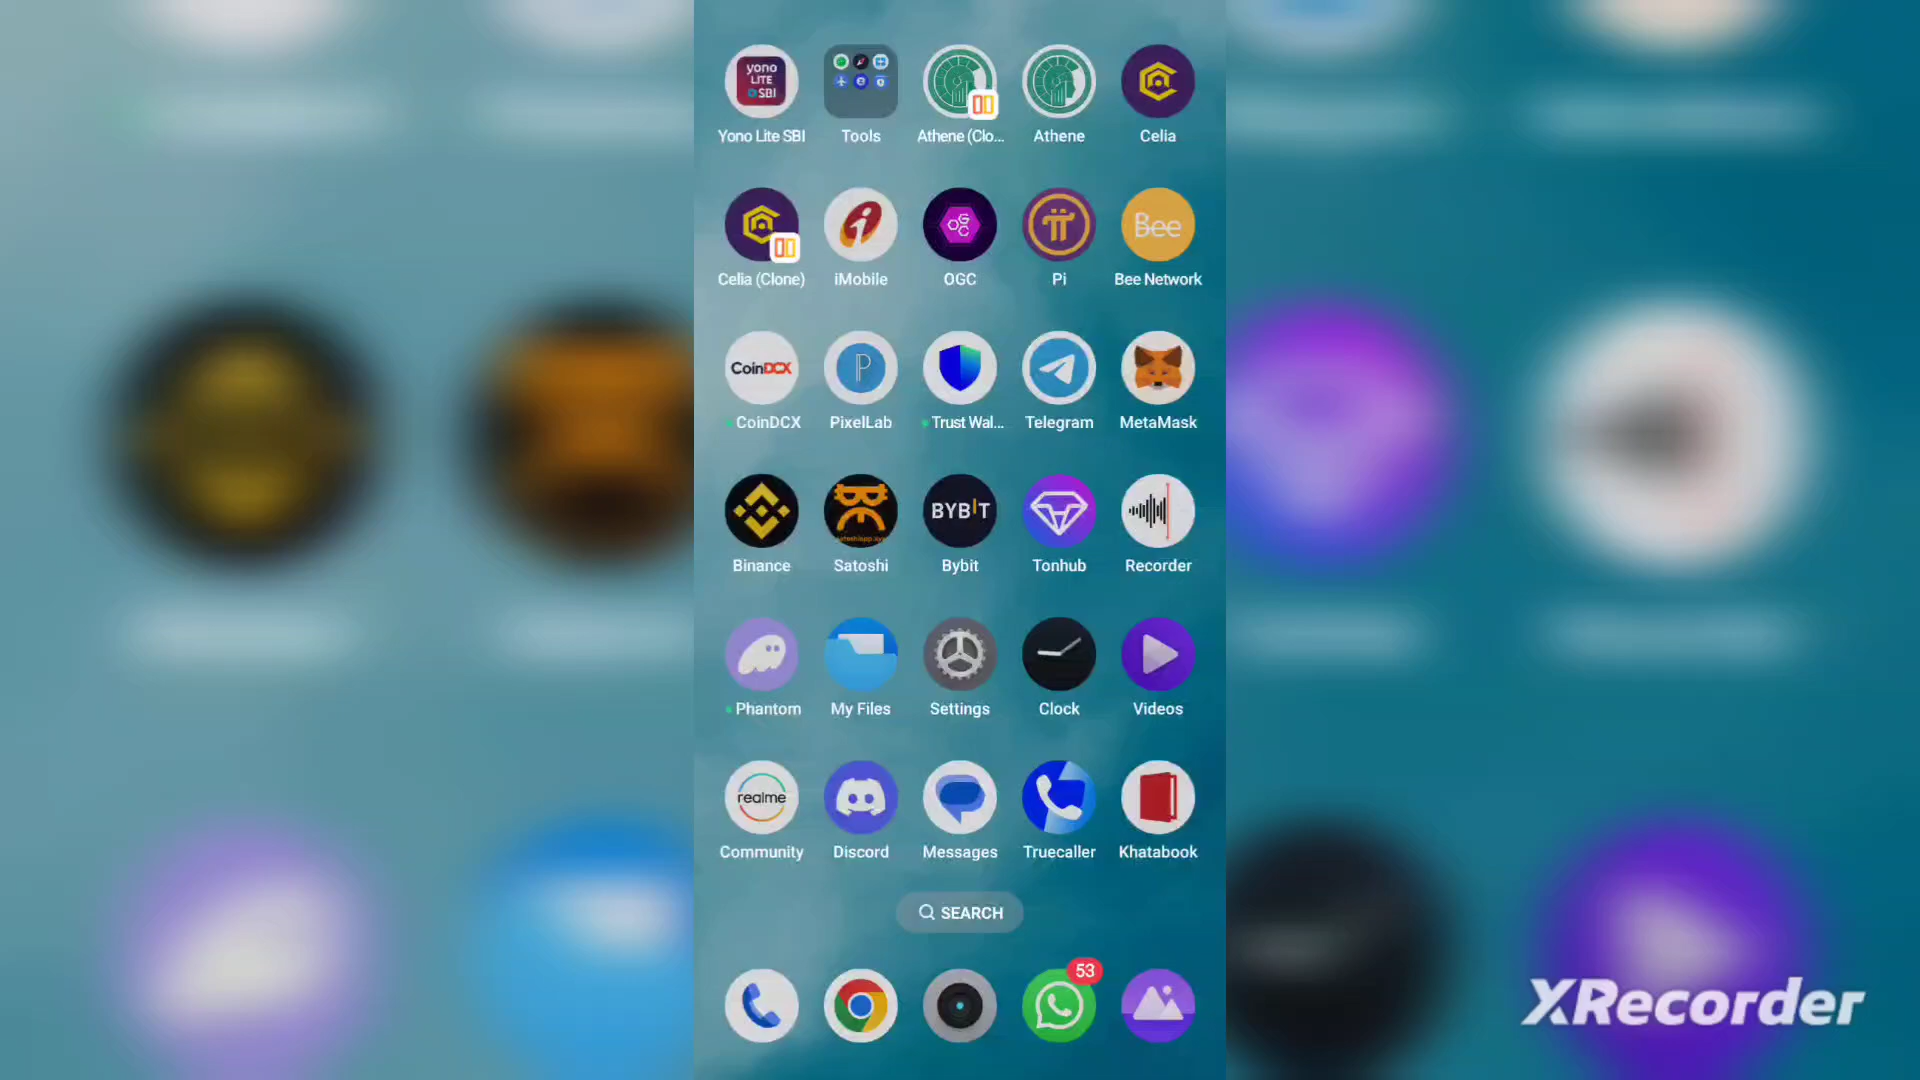 yono
LITE
SBI
Yono Lite SBI
Tools
Athene (Clo...
Athene
Celia
Celia (Clone)
iMobile
OGC
OGC
Pi
Bee
Bee Network
CoinDCX
CoinDCX
P
PixelLab
Trust Wal...
Telegram
MetaMask
Binance
Satoshi
BYBIT
Bybit
Tonhub
Recorder
Phantom
My Files
Settings
Clock
Videos
realme
Community
Discord
Messages
Truecaller
Khatabook
SEARCH
53
XRecorder